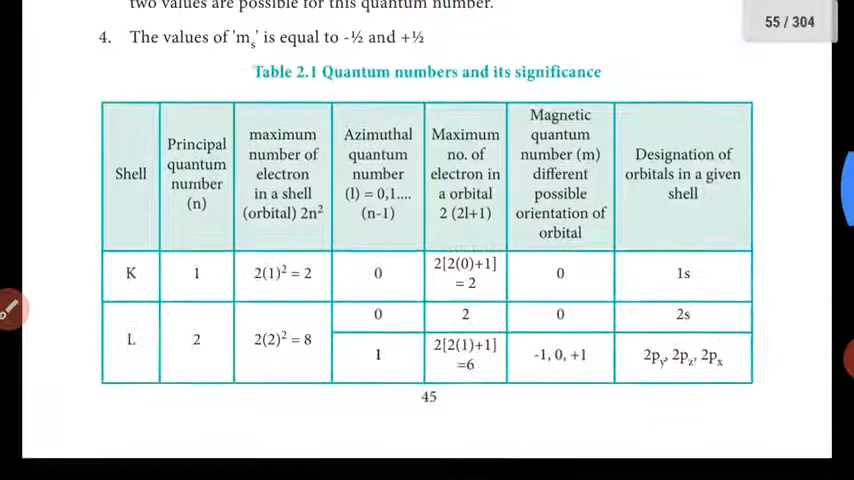 two values are possible for this quantum number.
55 / 304
4. The values of 'mₛ' is equal to -½ and +½
Table 2.1 Quantum numbers and its significance
Shell
Principal
quantum
number
(n)
maximum
number of
electron
in a shell
(orbital) 2n²
Azimuthal
quantum
number
(l) = 0,1....
(n-1)
Maximum
no. of
electron in
a orbital
2 (2l+1)
Magnetic
quantum
number (m)
different
possible
orientation of
orbital
Designation of
orbitals in a given
shell
K
1
2(1)² = 2
0
2[2(0)+1]
= 2
0
1s
L
2
2(2)² = 8
0
2
0
2s
1
2[2(1)+1]
=6
-1, 0, +1
2pᵧ, 2p_z, 2pₓ
45